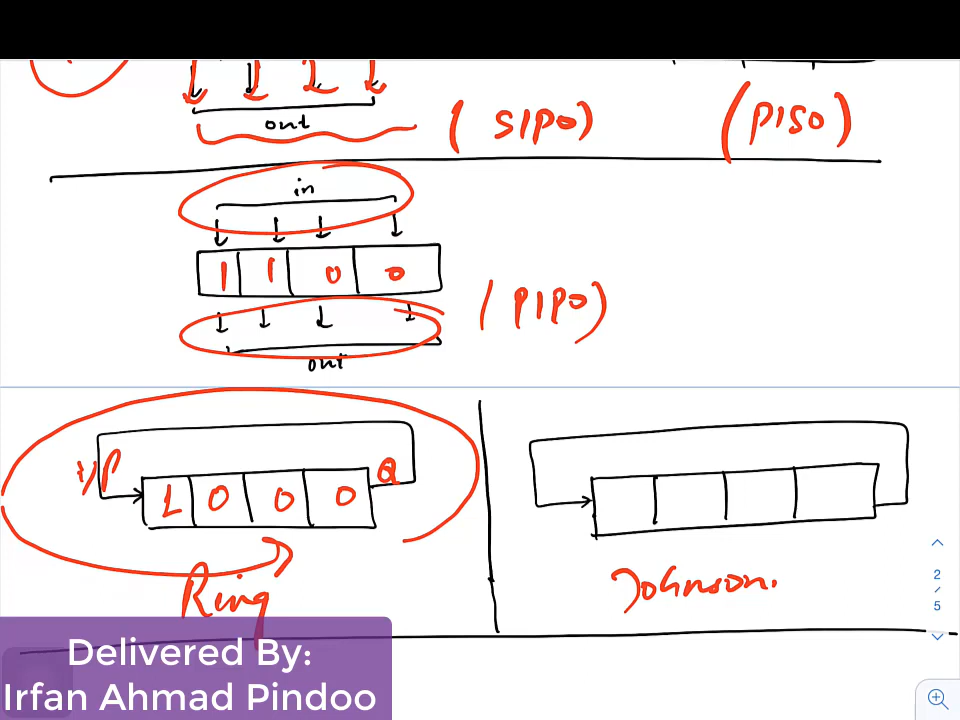 out
(SIPO) (PISO)
in
1 1 0 0
(PIPO)
out
i/p Q
1 0 0 0
Ring Johnson.
2
/
5
Delivered By:
Irfan Ahmad Pindoo